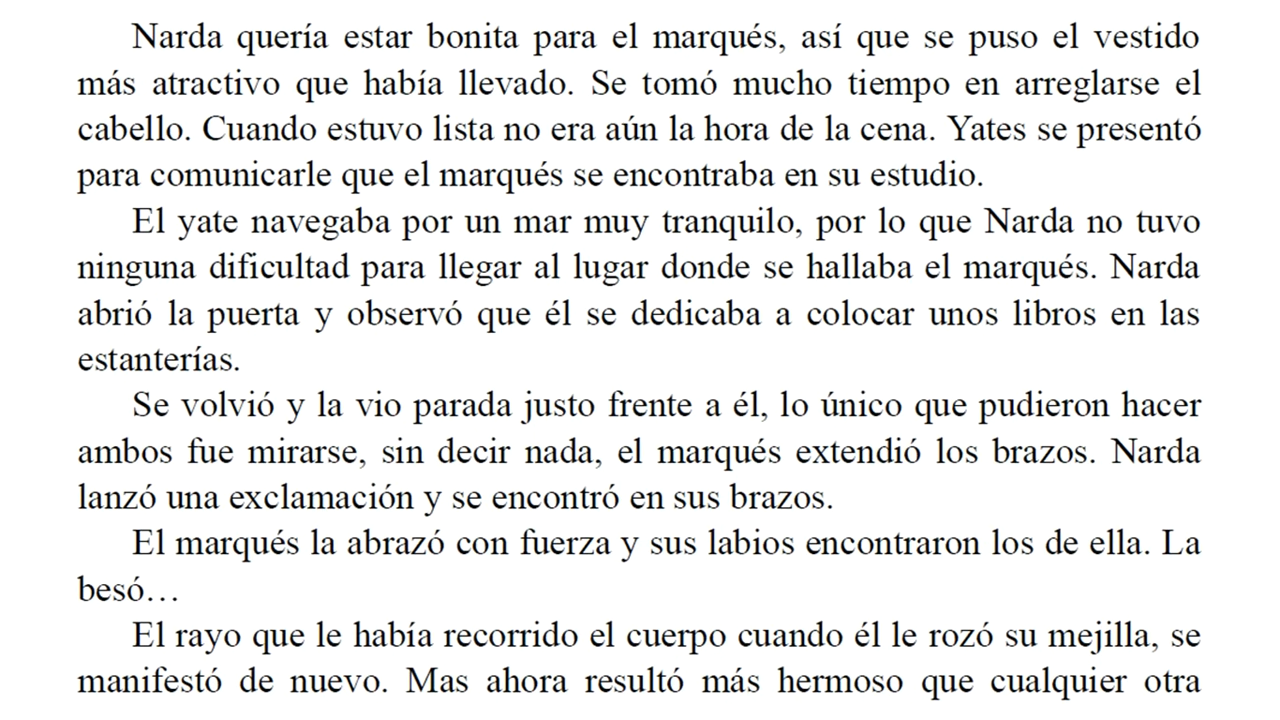 Narda quería estar bonita para el marqués, así que se puso el vestido
más atractivo que había llevado. Se tomó mucho tiempo en arreglarse el
cabello. Cuando estuvo lista no era aún la hora de la cena. Yates se presentó
para comunicarle que el marqués se encontraba en su estudio.
El yate navegaba por un mar muy tranquilo, por lo que Narda no tuvo
ninguna dificultad para llegar al lugar donde se hallaba el marqués. Narda
abrió la puerta y observó que él se dedicaba a colocar unos libros en las
estanterías.
Se volvió y la vio parada justo frente a él, lo único que pudieron hacer
ambos fue mirarse, sin decir nada, el marqués extendió los brazos. Narda
lanzó una exclamación y se encontró en sus brazos.
El marqués la abrazó con fuerza y sus labios encontraron los de ella. La
besó…
El rayo que le había recorrido el cuerpo cuando él le rozó su mejilla, se
manifestó de nuevo. Mas ahora resultó más hermoso que cualquier otra